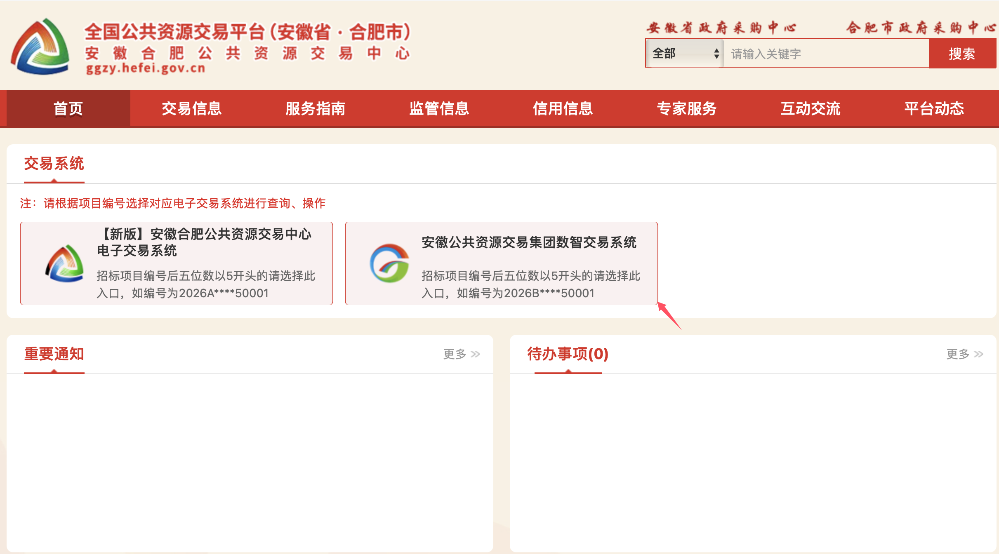 全国公共资源交易平台（安徽省·合肥市）
安徽合肥公共资源交易中心
ggzy.hefei.gov.cn
安徽省政府采购中心
合肥市政府采购中心
全部
请输入关键字
搜索
首页
交易信息
服务指南
监管信息
信用信息
专家服务
互动交流
平台动态
交易系统
注：请根据项目编号选择对应电子交易系统进行查询、操作
【新版】安徽合肥公共资源交易中心
电子交易系统
招标项目编号后五位数以5开头的请选择此
入口，如编号为2026A****50001
安徽公共资源交易集团数智交易系统
招标项目编号后五位数以5开头的请选择此
入口，如编号为2026B****50001
重要通知
更多
待办事项(0)
更多